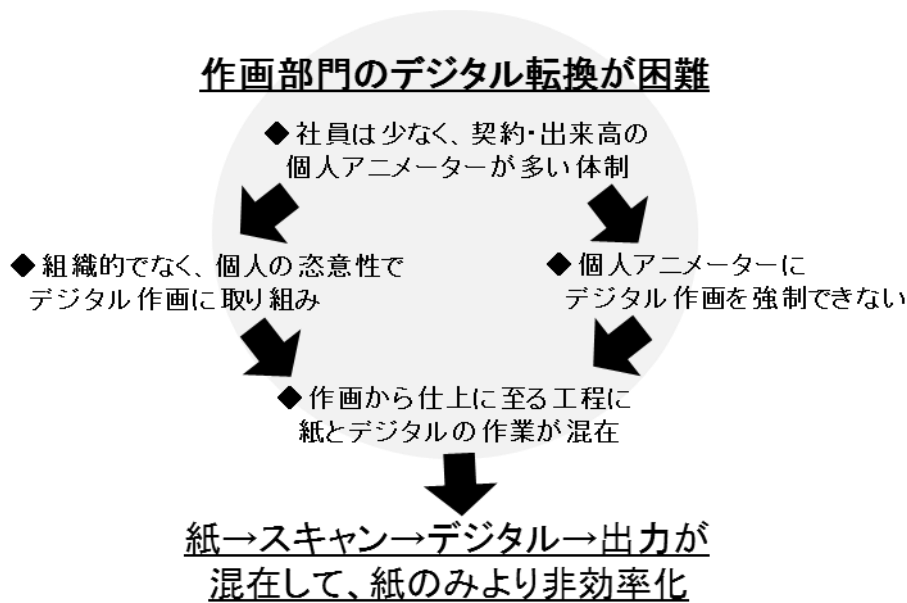 作画部門のデジタル転換が困難
◆社員は少なく、契約・出来高の
個人アニメーターが多い体制
◆組織的でなく、個人の恣意性で
デジタル作画に取り組み
◆個人アニメーターに
デジタル作画を強制できない
◆作画から仕上に至る工程に
紙とデジタルの作業が混在
紙→スキャン→デジタル→出力が
混在して、紙のみより非効率化